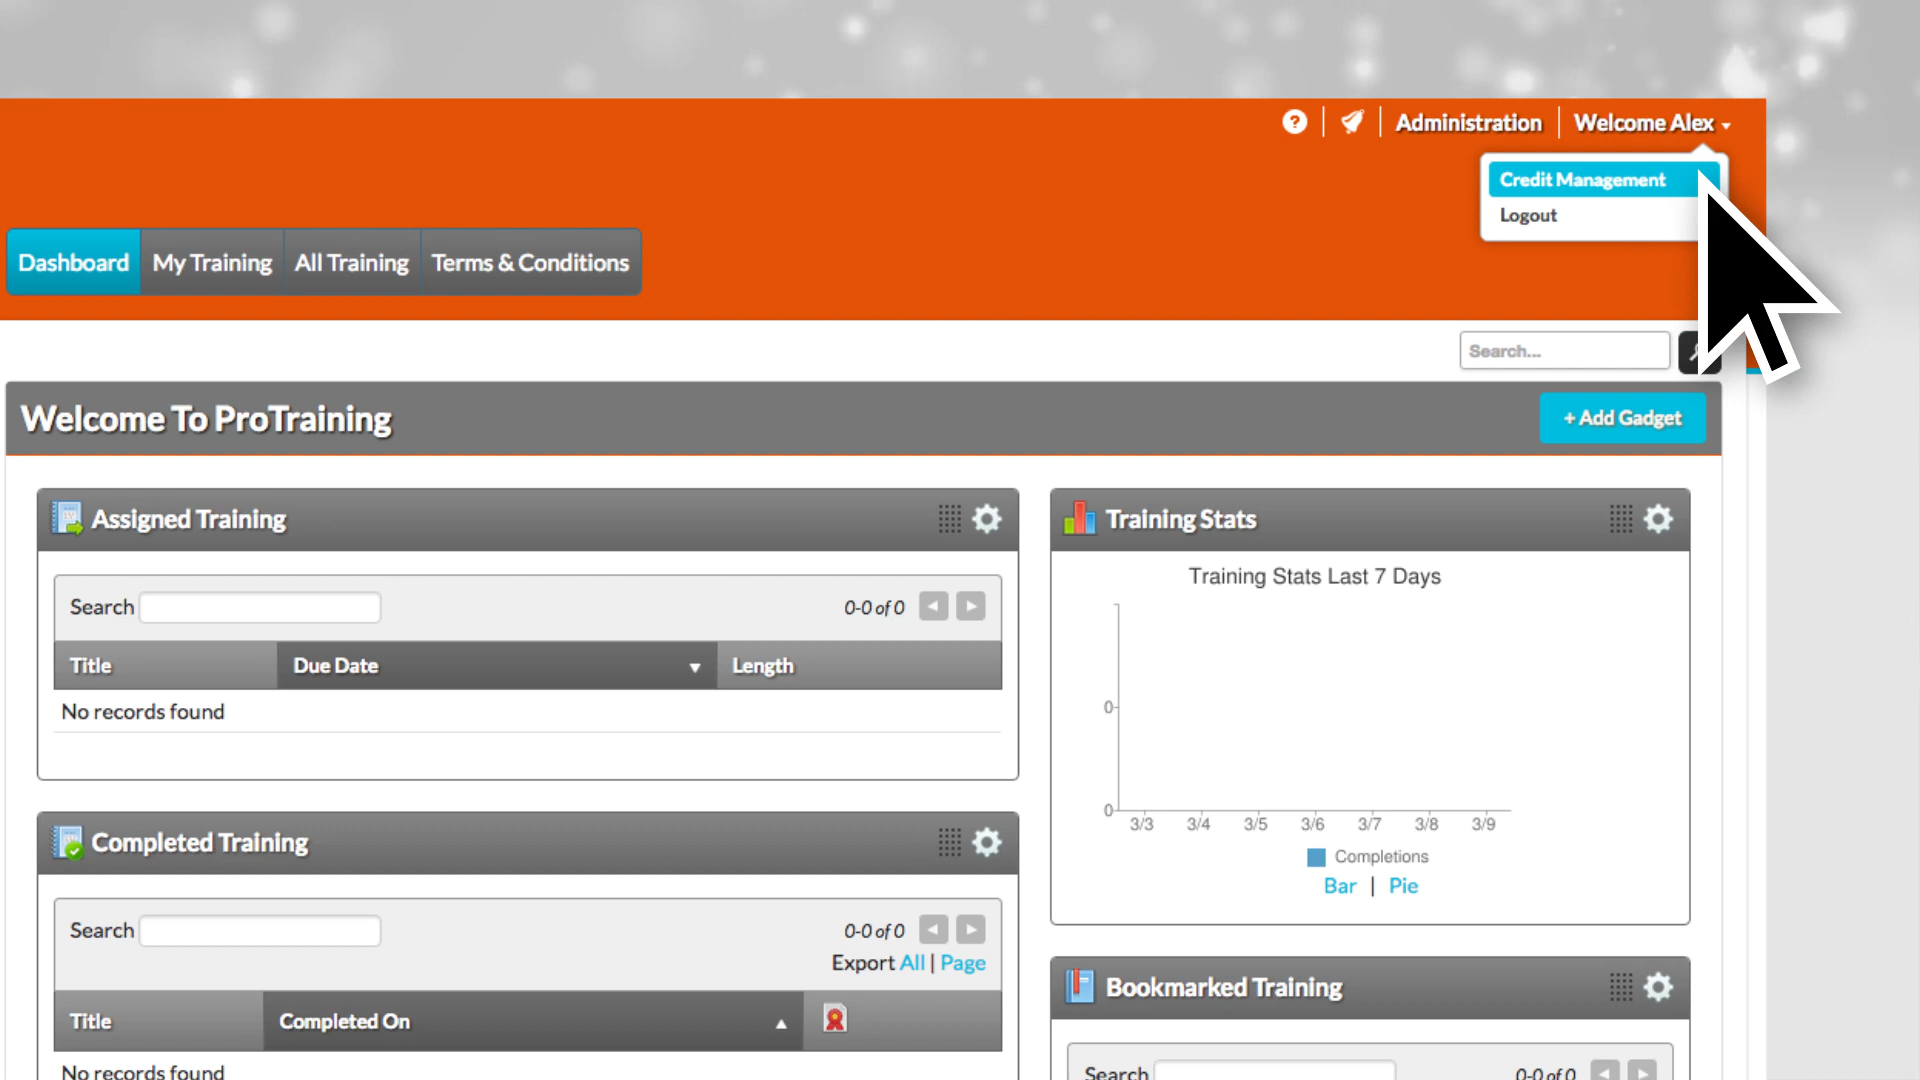 ? Administration Welcome Alex
Credit Management
Logout
Dashboard My Training All Training Terms & Conditions
Search...
Welcome To ProTraining + Add Gadget
Assigned Training
Search 0-0 of 0
Title Due Date Length
No records found
Training Stats
Training Stats Last 7 Days
0
0
3/3 3/4 3/5 3/6 3/7 3/8 3/9
Completions
Bar | Pie
Completed Training
Search 0-0 of 0
Export All | Page
Title Completed On
No records found
Bookmarked Training
Search 0-0 of 0